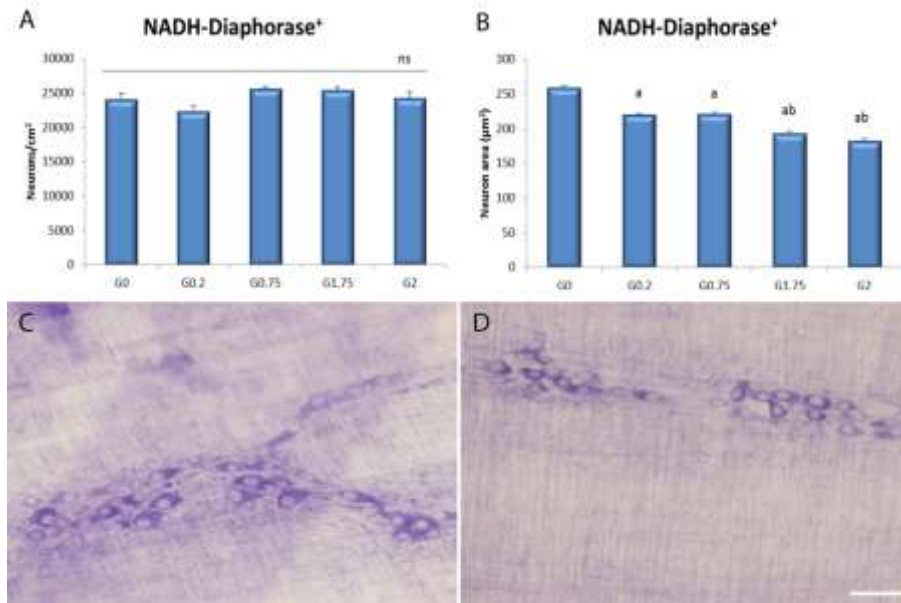 A
NADH-Diaphorase⁺
Neurons/cm²
30000
25000
20000
15000
10000
5000
0
ns
G0
G0.2
G0.75
G1.75
G2
B
NADH-Diaphorase⁺
Neuron area (µm²)
300
250
200
150
100
50
0
a
a
ab
ab
G0
G0.2
G0.75
G1.75
G2
C
D